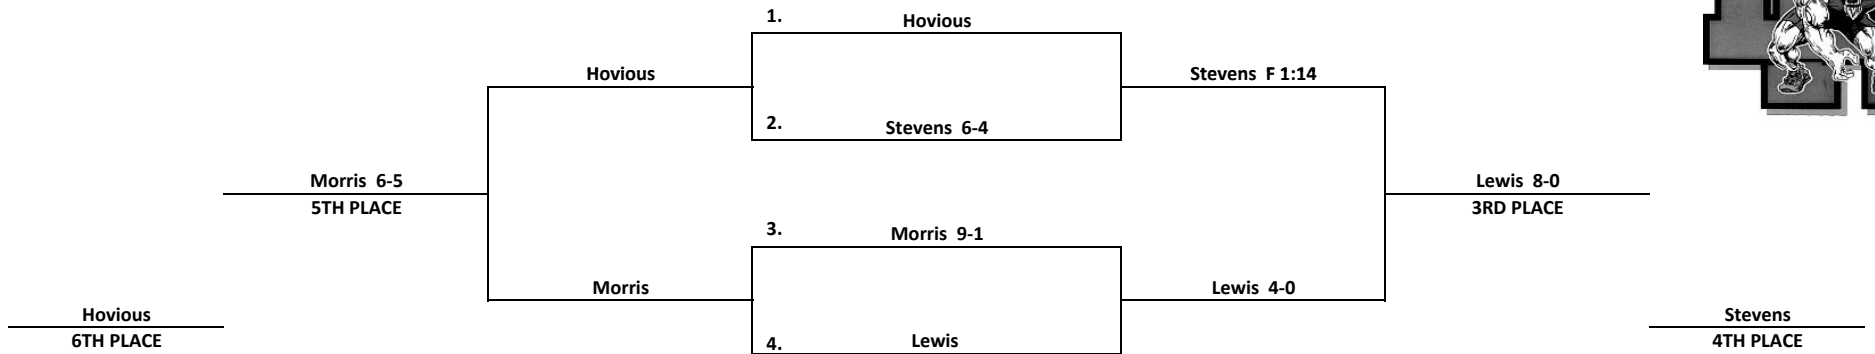 1. Hovious
Hovious
Stevens F 1:14
2. Stevens 6-4
Morris 6-5
5TH PLACE
Lewis 8-0
3RD PLACE
3. Morris 9-1
Morris
Lewis 4-0
Hovious
6TH PLACE
Stevens
4TH PLACE
4. Lewis